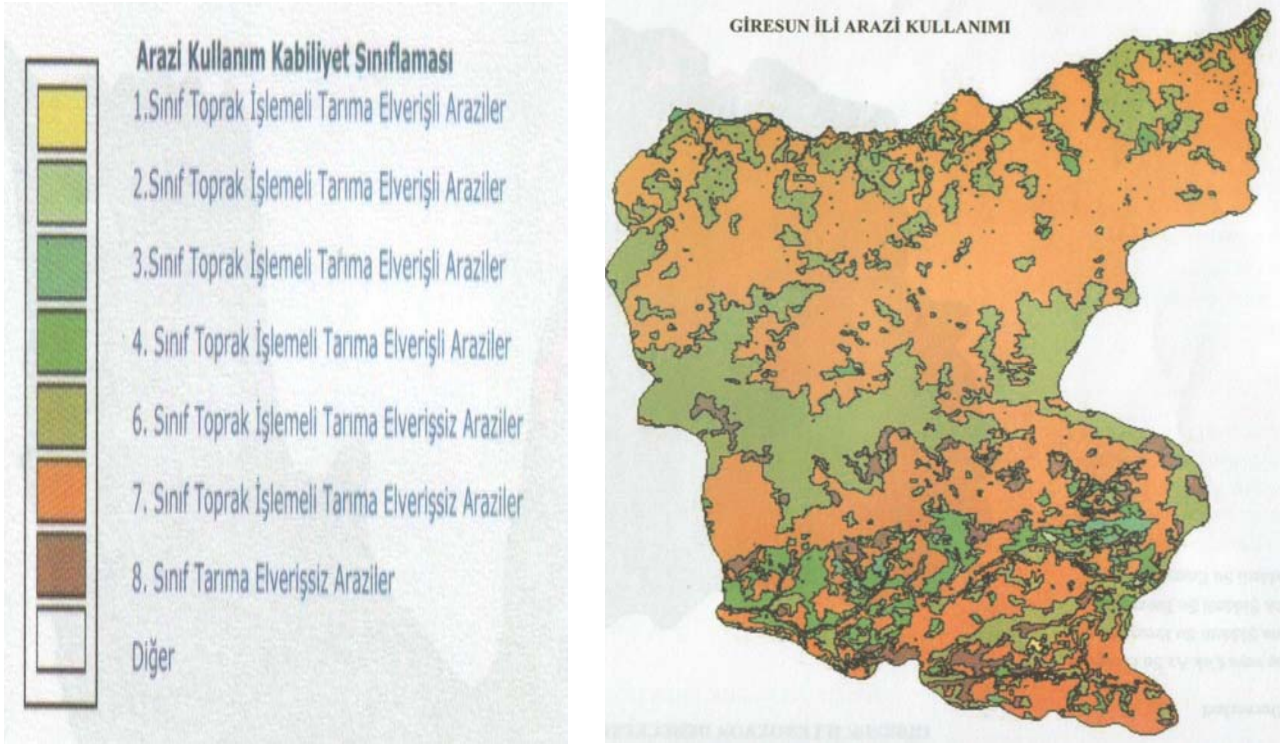 Arazi Kullanım Kabiliyet Sınıflaması
1.Sınıf Toprak İşlemeli Tarıma Elverişli Araziler
2.Sınıf Toprak İşlemeli Tarıma Elverişli Araziler
3.Sınıf Toprak İşlemeli Tarıma Elverişli Araziler
4. Sınıf Toprak İşlemeli Tarıma Elverişli Araziler
6. Sınıf Toprak İşlemeli Tarıma Elverişsiz Araziler
7. Sınıf Toprak İşlemeli Tarıma Elverişsiz Araziler
8. Sınıf Tarıma Elverişsiz Araziler
Diğer
GİRESUN İLİ ARAZİ KULLANIMI